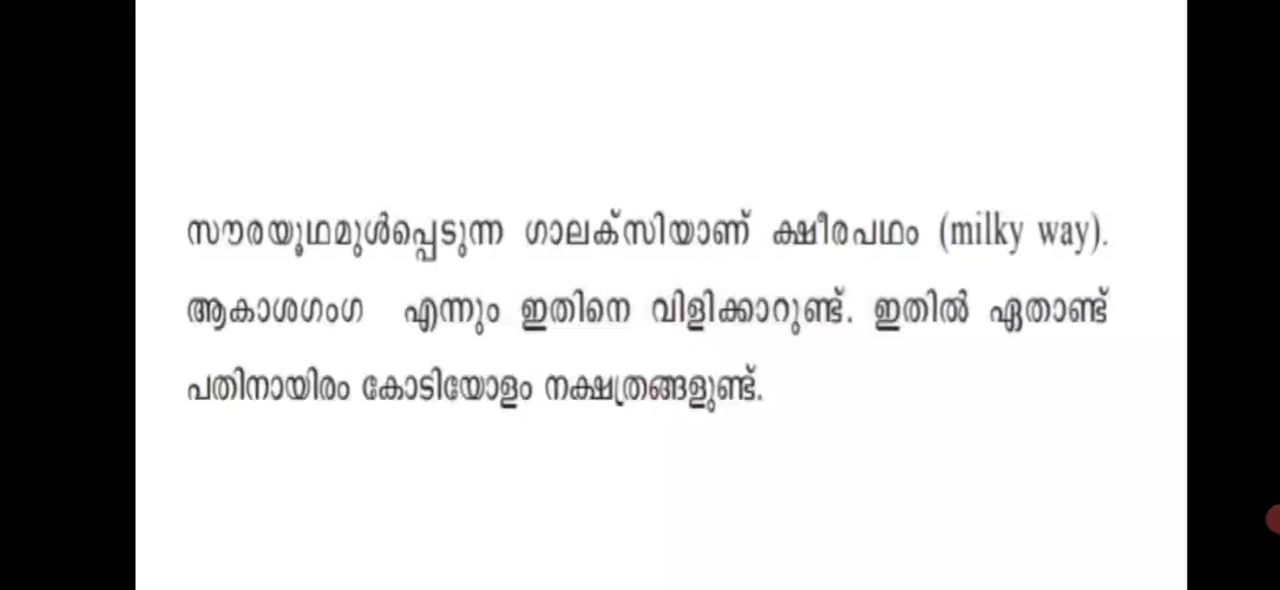 സൗരയൂഥമുൾപ്പെടുന്ന ഗാലക്സിയാണ് ക്ഷീരപഥം (milky way).
ആകാശഗംഗ എന്നും ഇതിനെ വിളിക്കാറുണ്ട്. ഇതിൽ ഏതാണ്ട്
പതിനായിരം കോടിയോളം നക്ഷത്രങ്ങളുണ്ട്.